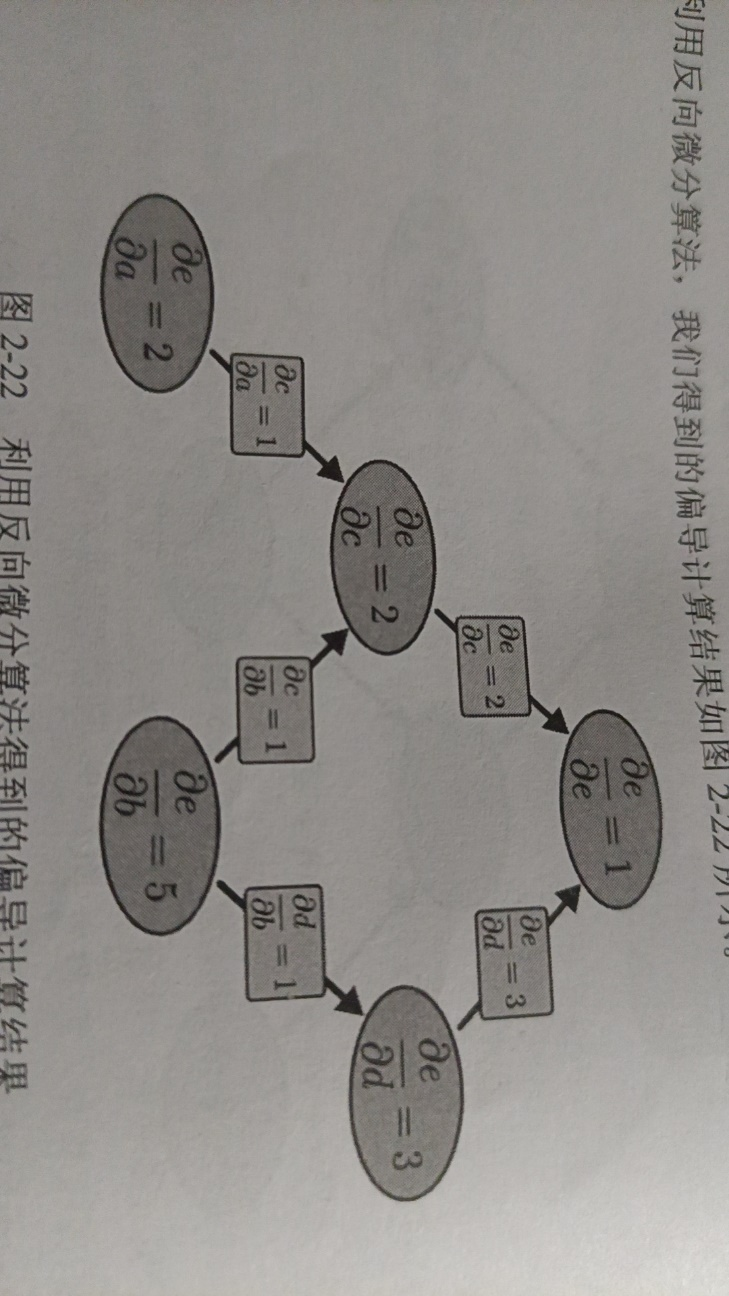 利用反向微分算法，我们得到的偏导计算结果如图 2-22 所示。
∂e/∂e = 1
∂e/∂c = 2
∂e/∂d = 3
∂e/∂c = 2
∂e/∂d = 3
∂c/∂a = 1
∂c/∂b = 1
∂d/∂b = 1
∂e/∂a = 2
∂e/∂b = 5
图 2-22 利用反向微分算法得到的偏导计算结果